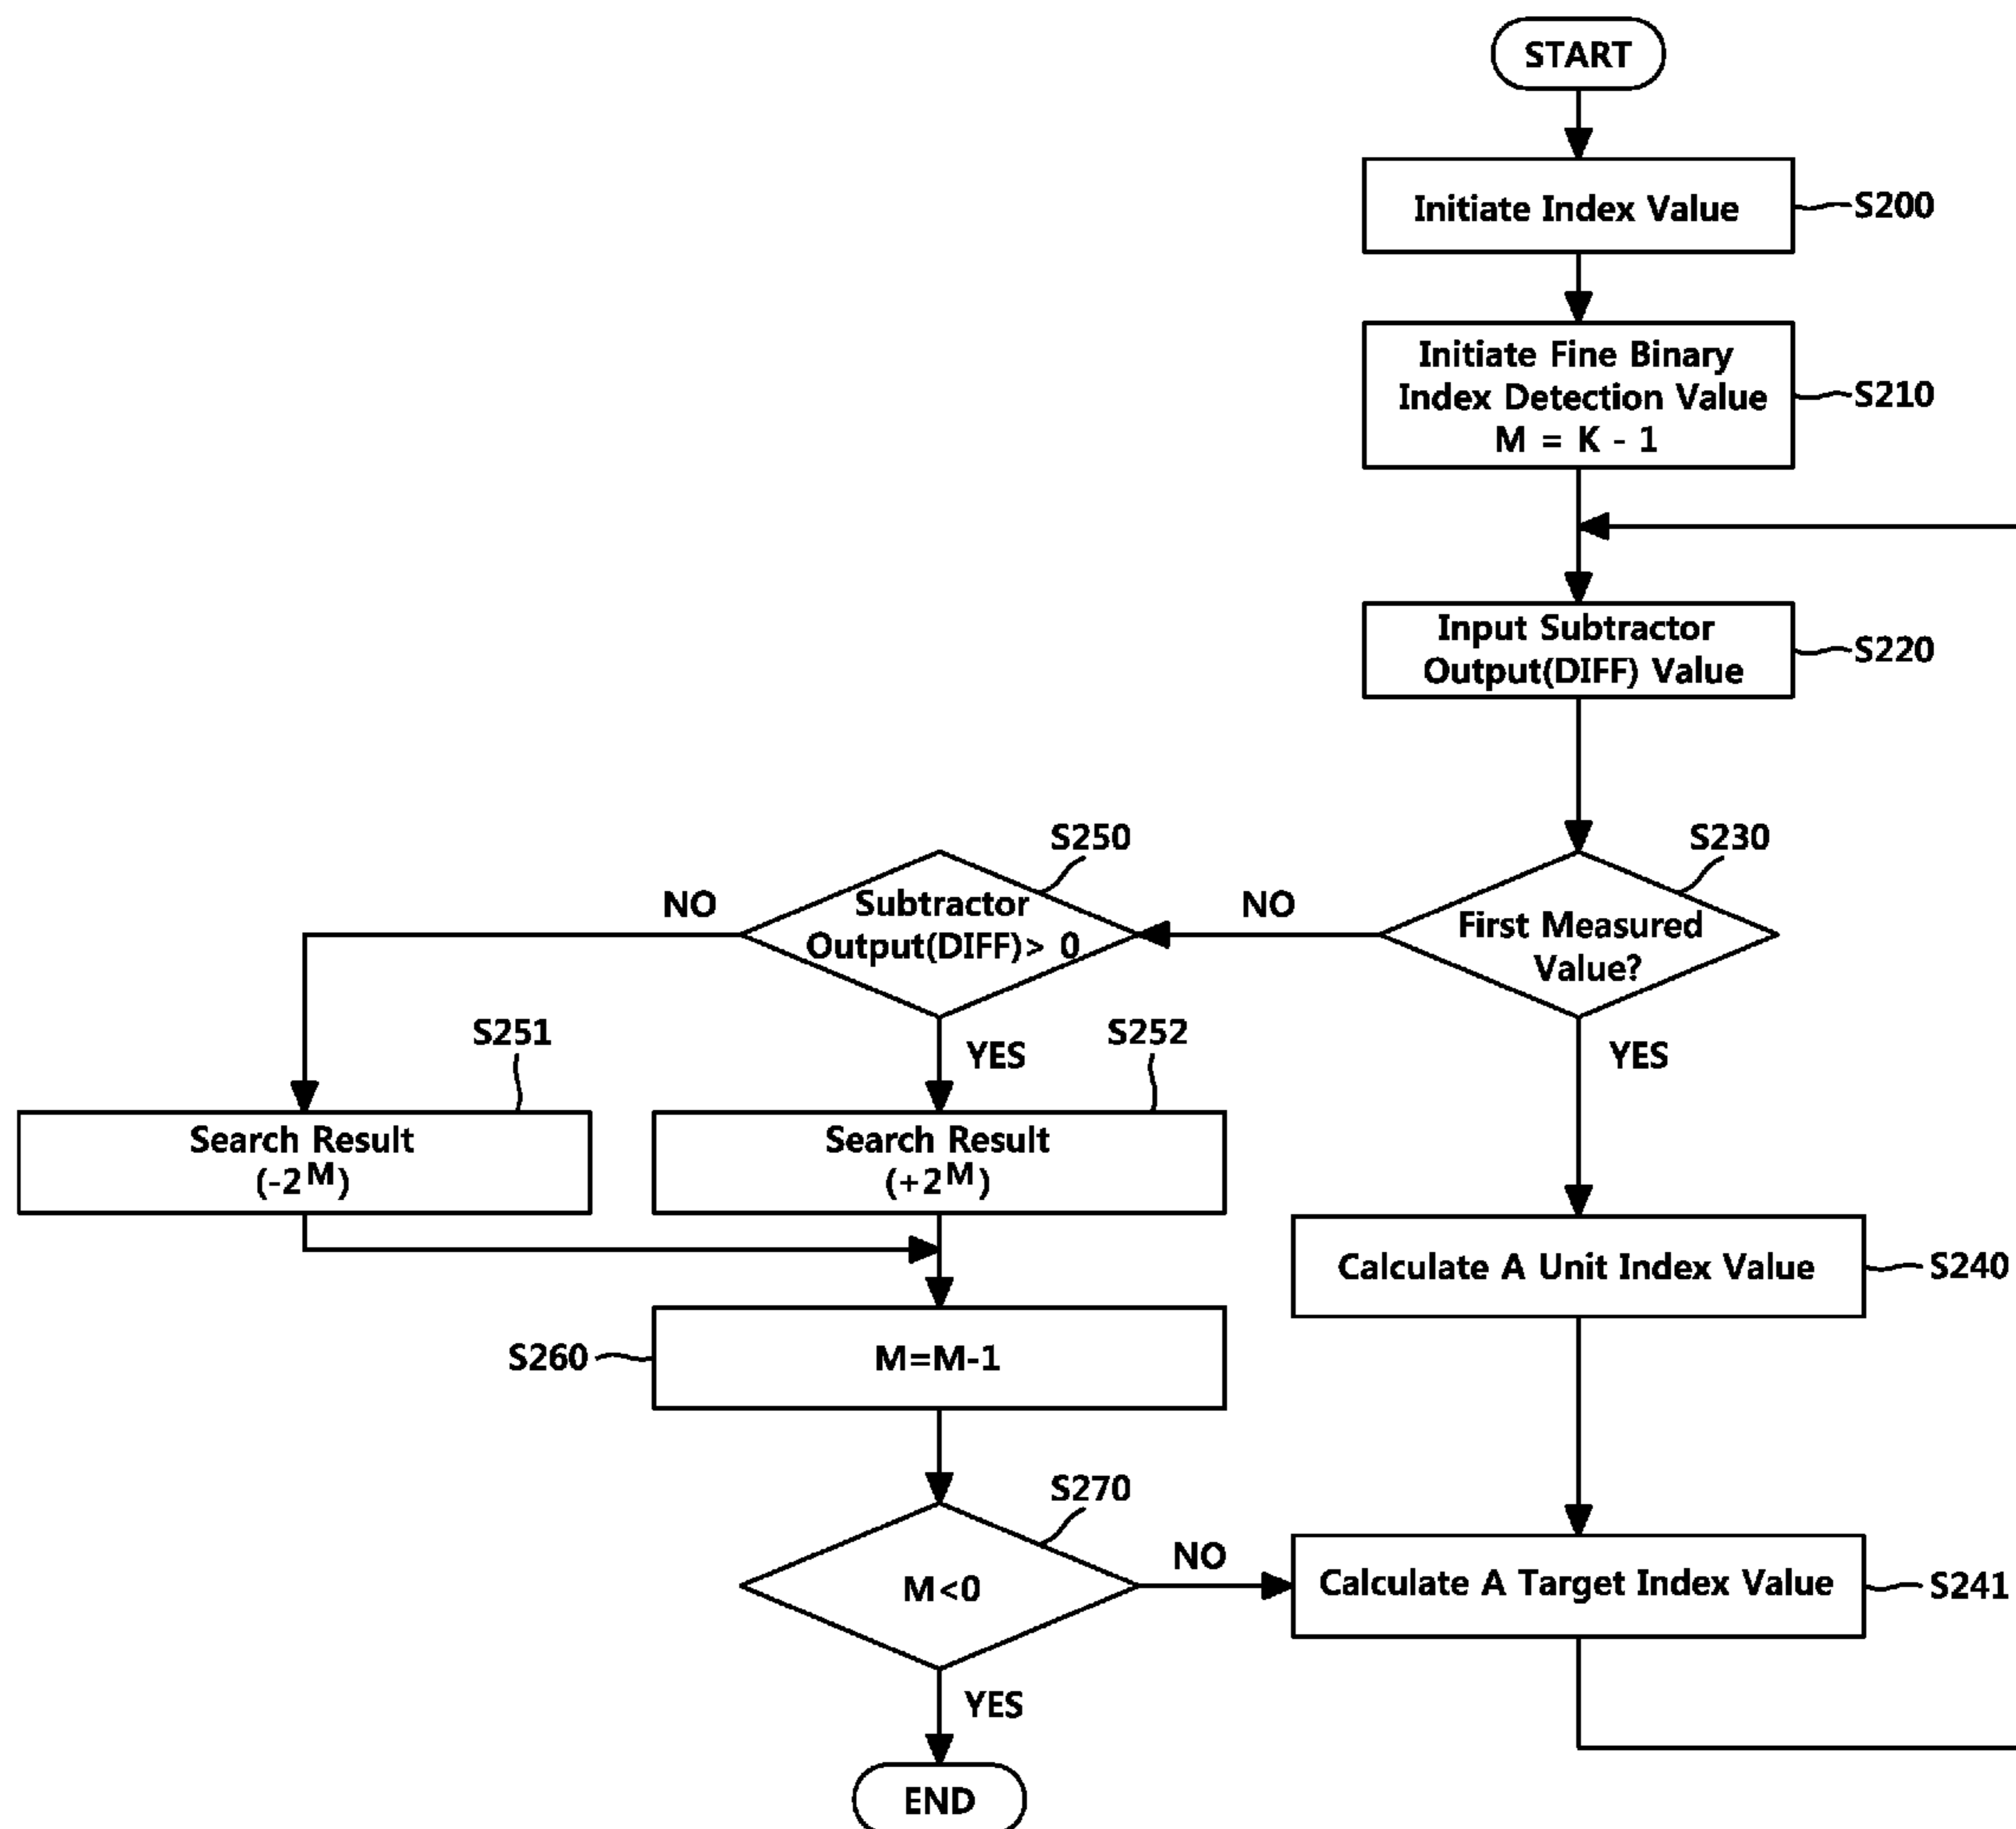 START
Initiate Index Value
S200
Initiate Fine Binary
Index Detection Value
M = K - 1
S210
Input Subtractor
Output(DIFF) Value
S220
S230
First Measured
Value?
NO
YES
S250
Subtractor
Output(DIFF)> 0
NO
YES
S251
Search Result
(-2^M)
S252
Search Result
(+2^M)
Calculate A Unit Index Value
S240
S260
M=M-1
S270
M<0
NO
YES
Calculate A Target Index Value
S241
END